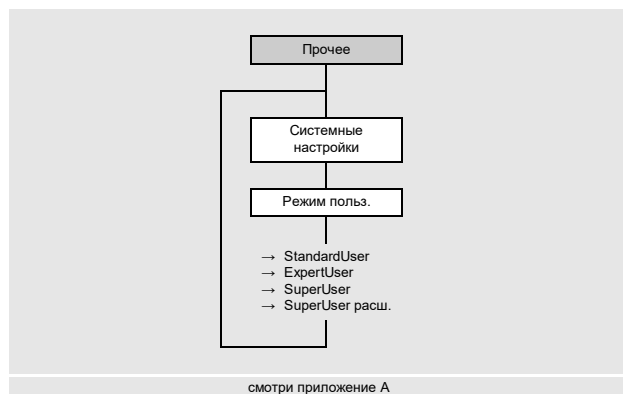 Прочее
Системные
настройки
Режим польз.
→ StandardUser
→ ExpertUser
→ SuperUser
→ SuperUser расш.
смотри приложение A